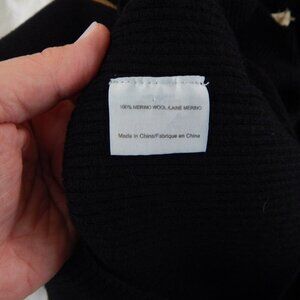 100% MERINO WOOL /LAINE MERINO
Made in China/Fabriqué en Chine